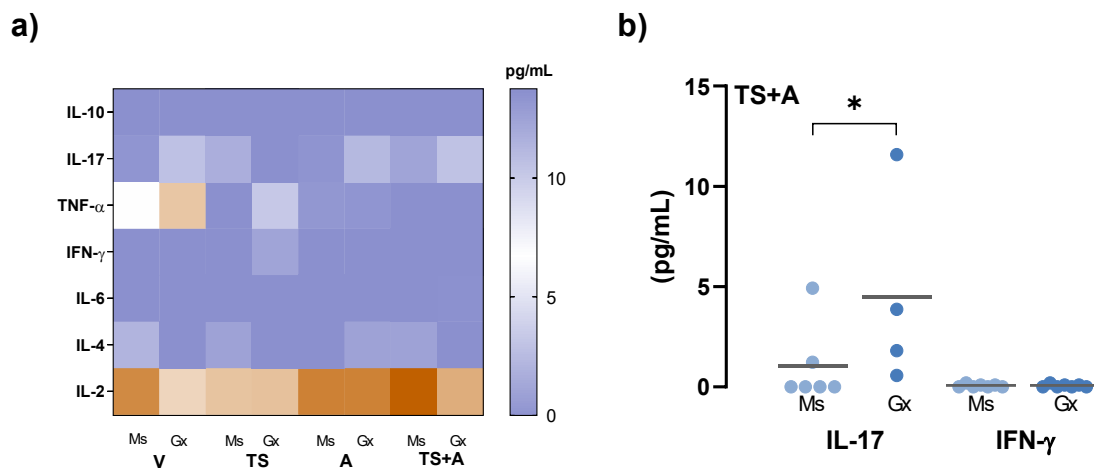 a)
pg/mL
IL-10
IL-17
TNF-α
IFN-γ
IL-6
IL-4
IL-2
10
5
0
Ms Gx Ms Gx Ms Gx Ms Gx
V TS A TS+A
b)
TS+A
*
(pg/mL)
15
10
5
0
Ms Gx Ms Gx
IL-17 IFN-γ